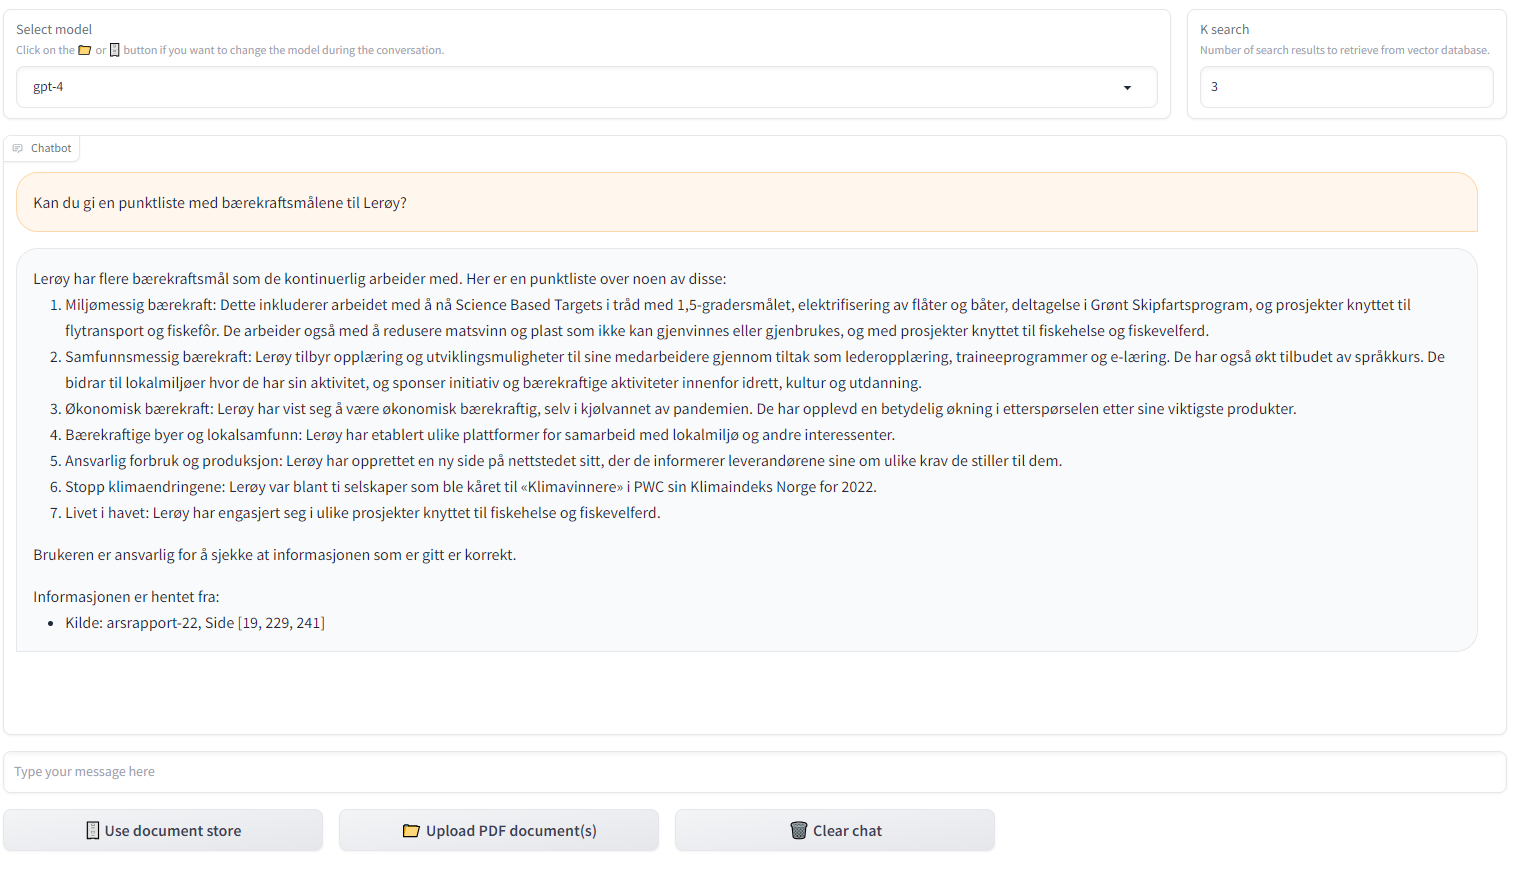 Select model
Click on the 📁 or 🗄 button if you want to change the model during the conversation.
gpt-4
K search
Number of search results to retrieve from vector database.
3
Chatbot
Kan du gi en punktliste med bærekraftsmålene til Lerøy?
Lerøy har flere bærekraftsmål som de kontinuerlig arbeider med. Her er en punktliste over noen av disse:
1. Miljømessig bærekraft: Dette inkluderer arbeidet med å nå Science Based Targets i tråd med 1,5-gradersmålet, elektrifisering av flåter og båter, deltagelse i Grønt Skipfartsprogram, og prosjekter knyttet til
flytransport og fiskefôr. De arbeider også med å redusere matsvinn og plast som ikke kan gjenvinnes eller gjenbrukes, og med prosjekter knyttet til fiskehelse og fiskevelferd.
2. Samfunnsmessig bærekraft: Lerøy tilbyr opplæring og utviklingsmuligheter til sine medarbeidere gjennom tiltak som lederopplæring, traineeprogrammer og e-læring. De har også økt tilbudet av språkkurs. De
bidrar til lokalmiljøer hvor de har sin aktivitet, og sponser initiativ og bærekraftige aktiviteter innenfor idrett, kultur og utdanning.
3. Økonomisk bærekraft: Lerøy har vist seg å være økonomisk bærekraftig, selv i kjølvannet av pandemien. De har opplevd en betydelig økning i etterspørselen etter sine viktigste produkter.
4. Bærekraftige byer og lokalsamfunn: Lerøy har etablert ulike plattformer for samarbeid med lokalmiljø og andre interessenter.
5. Ansvarlig forbruk og produksjon: Lerøy har opprettet en ny side på nettstedet sitt, der de informerer leverandørene sine om ulike krav de stiller til dem.
6. Stopp klimaendringene: Lerøy var blant ti selskaper som ble kåret til «Klimavinnere» i PWC sin Klimaindeks Norge for 2022.
7. Livet i havet: Lerøy har engasjert seg i ulike prosjekter knyttet til fiskehelse og fiskevelferd.
Brukeren er ansvarlig for å sjekke at informasjonen som er gitt er korrekt.
Informasjonen er hentet fra:
• Kilde: arsrapport-22, Side [19, 229, 241]
Type your message here
🗄 Use document store
📁 Upload PDF document(s)
🗑 Clear chat